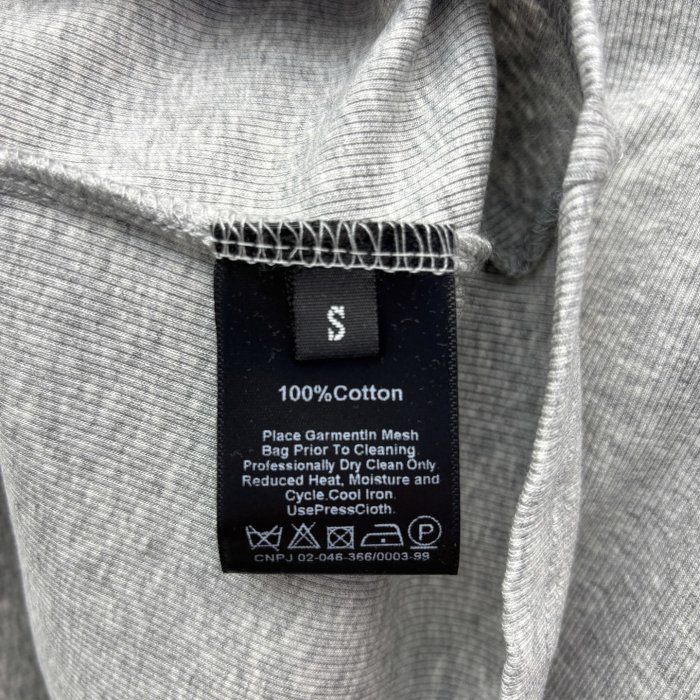 S
100%Cotton
Place Garmentln Mesh
Bag Prior To Cleaning.
Professionally Dry Clean Only.
Reduced Heat, Moisture and
Cycle.Cool Iron.
UsePressCloth.
P
CNPJ 02-046-366/0003-99